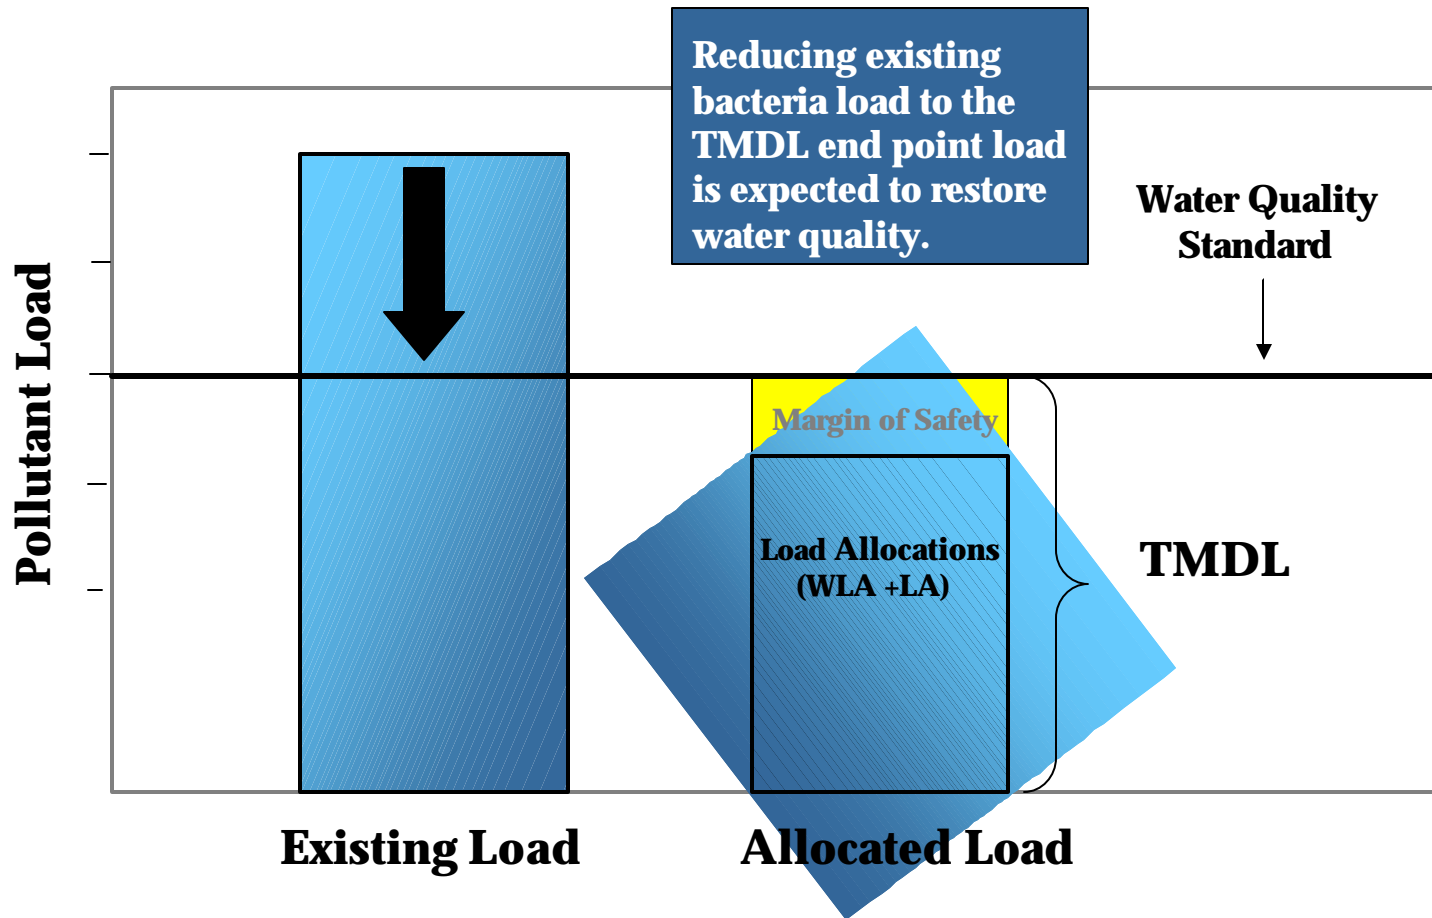 Reducing existing
bacteria load to the
TMDL end point load
is expected to restore
water quality.
Water Quality
Standard
Pollutant Load
Margin of Safety
Load Allocations
(WLA +LA)
TMDL
Existing Load
Allocated Load